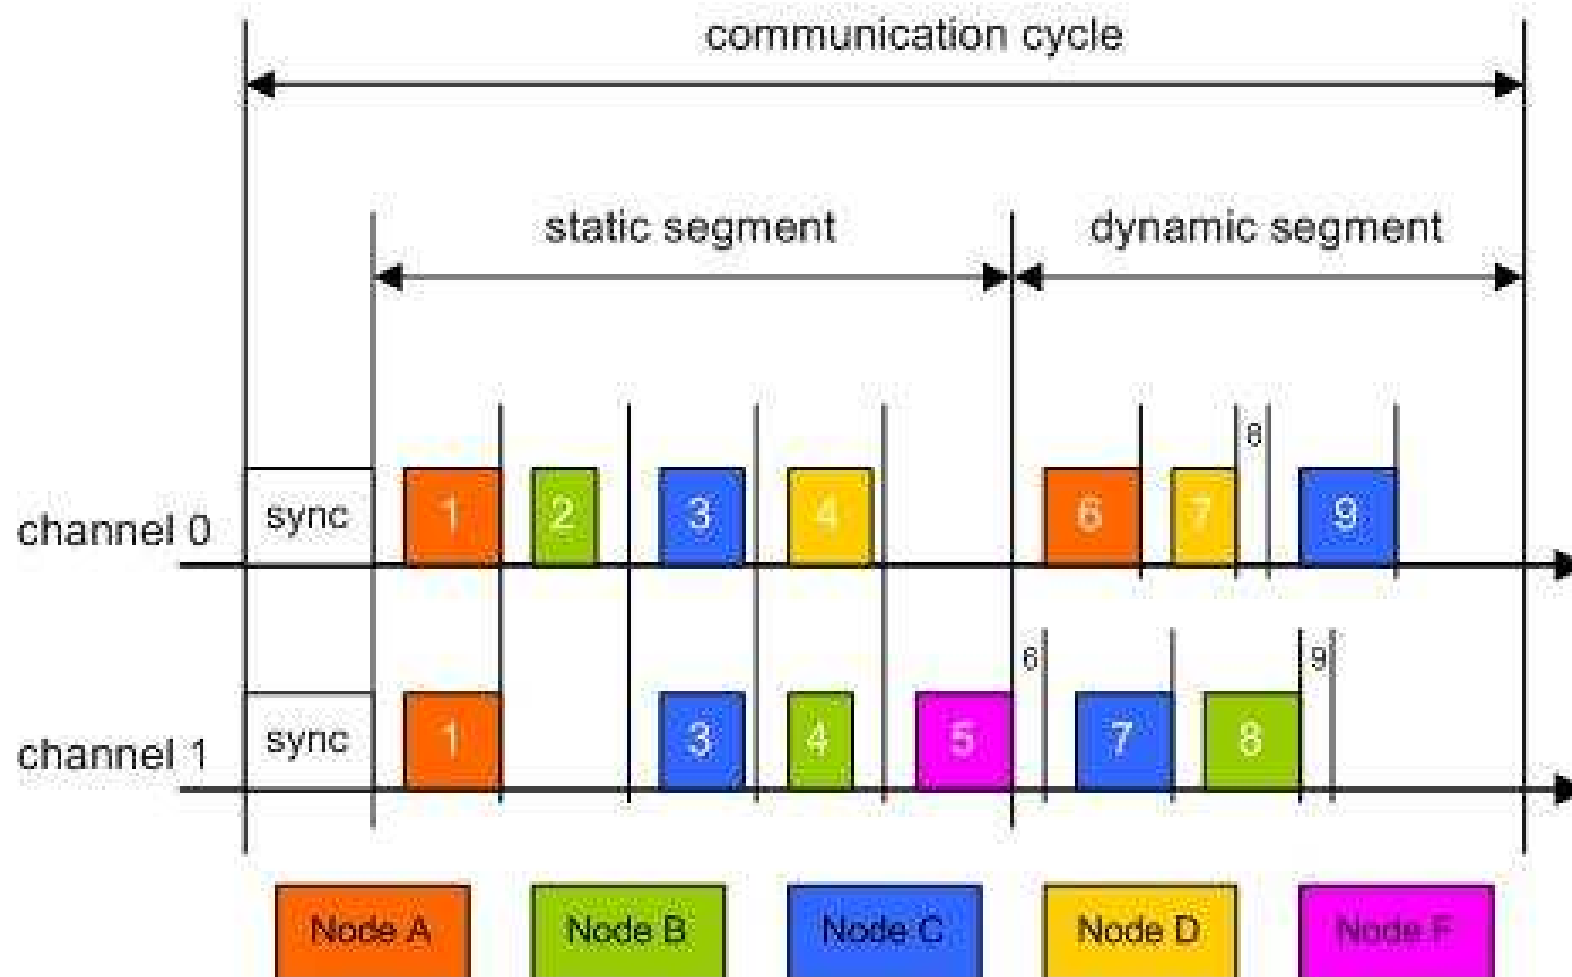 communication cycle
static segment
dynamic segment
8
channel 0
sync
1
2
3
4
6
7
9
6
9
channel 1
sync
1
3
4
5
7
8
Node A
Node B
Node C
Node D
Node F